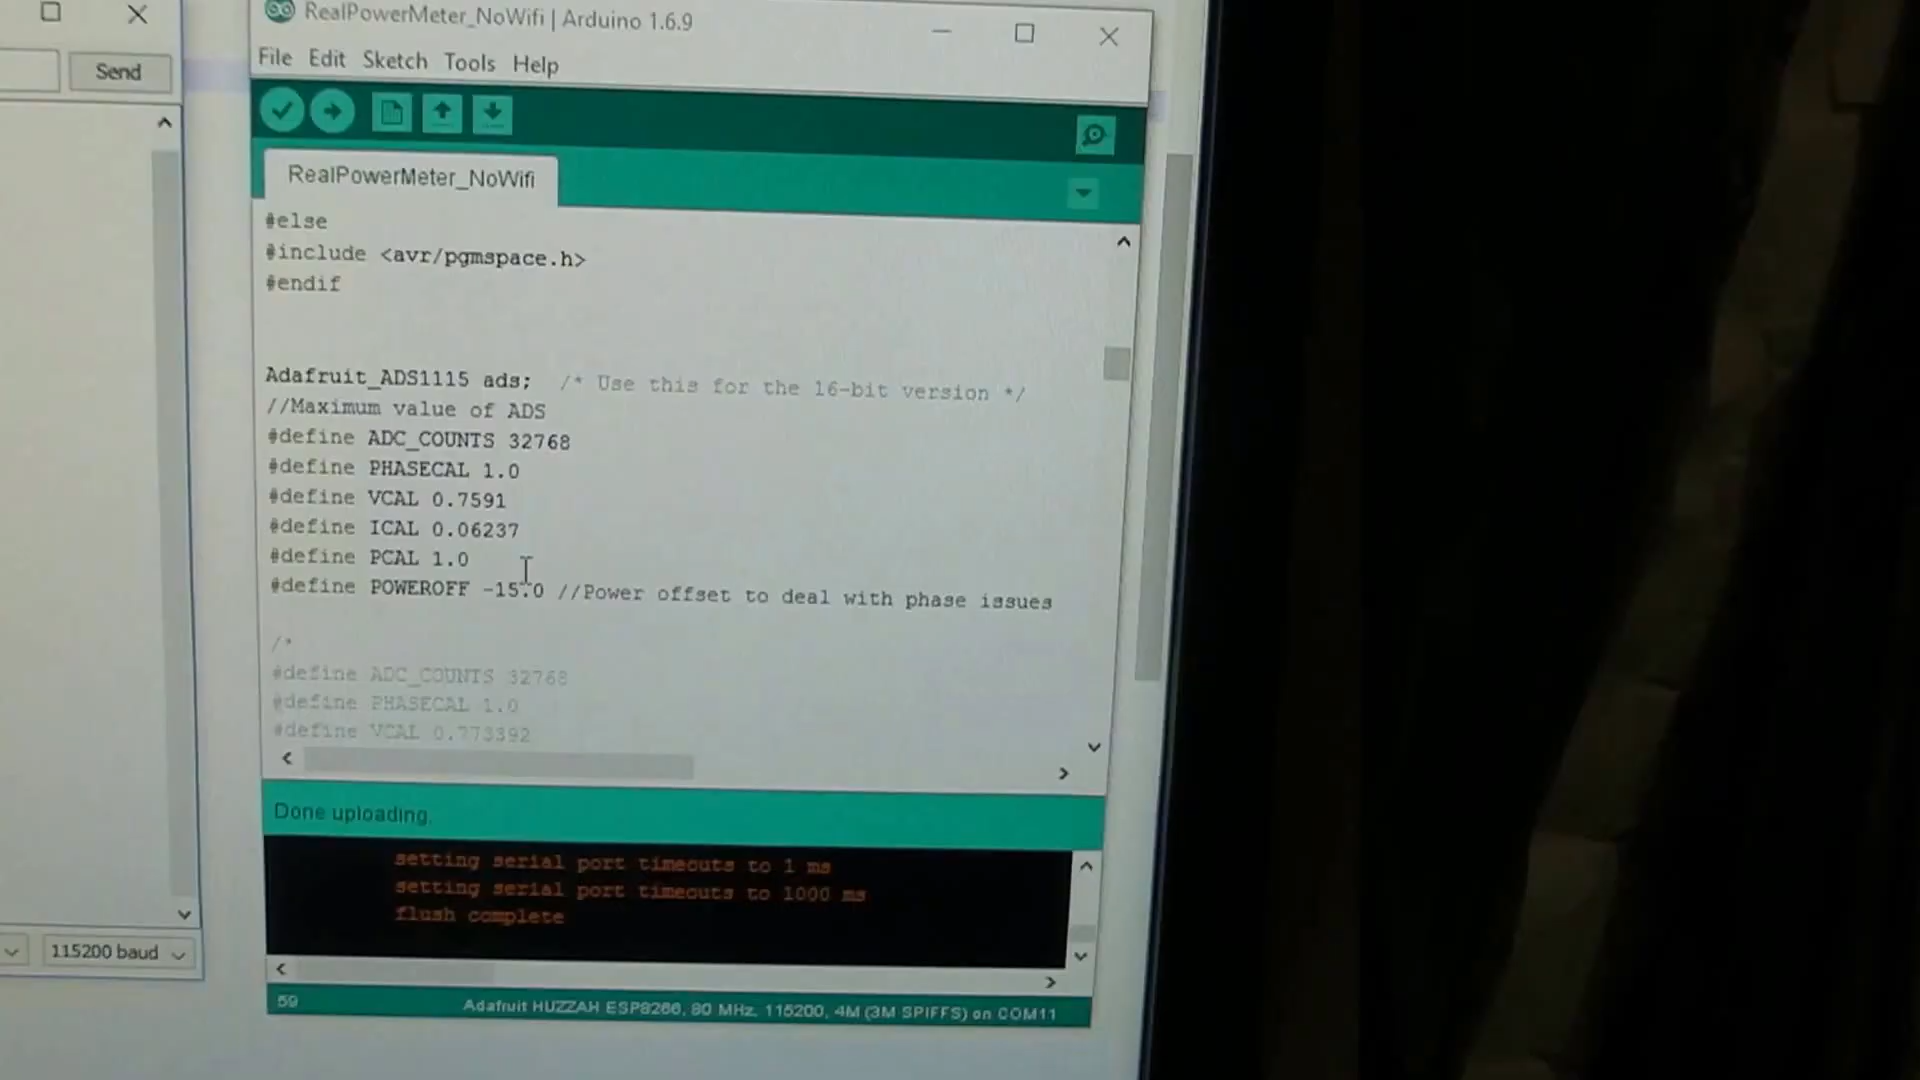 Send
115200 baud
RealPowerMeter_NoWifi | Arduino 1.6.9
File Edit Sketch Tools Help
RealPowerMeter_NoWifi
#else
#include <avr/pgmspace.h>
#endif
Adafruit_ADS1115 ads; /* Use this for the 16-bit version */
//Maximum value of ADS
#define ADC_COUNTS 32768
#define PHASECAL 1.0
#define VCAL 0.7591
#define ICAL 0.06237
#define PCAL 1.0
#define POWEROFF -15.0 //Power offset to deal with phase issues
/*
#define ADC_COUNTS 32768
#define PHASECAL 1.0
#define VCAL 0.773392
Done uploading.
setting serial port timeouts to 1 ms
setting serial port timeouts to 1000 ms
flush complete
59
Adafruit HUZZAH ESP8266, 80 MHz, 115200, 4M (3M SPIFFS) on COM11